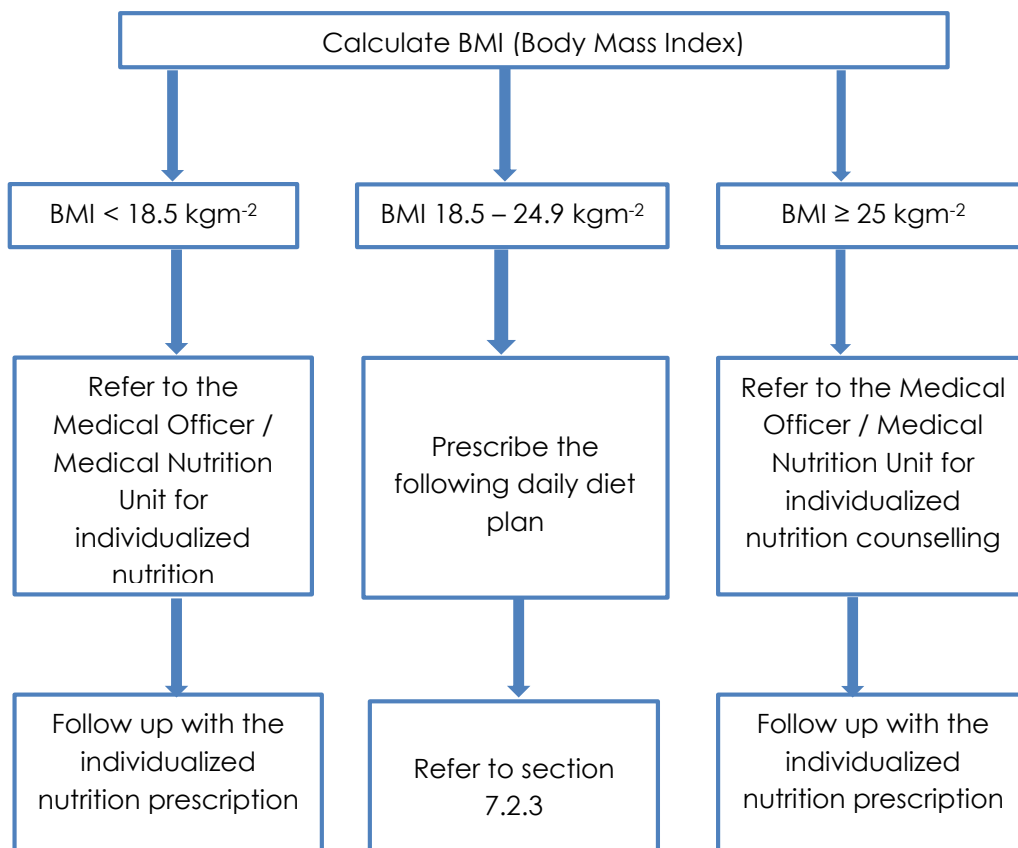 Calculate BMI (Body Mass Index)
BMI < 18.5 kgm-2
BMI 18.5 – 24.9 kgm-2
BMI ≥ 25 kgm-2
Refer to the
Medical Officer /
Medical Nutrition
Unit for
individualized
nutrition
Prescribe the
following daily diet
plan
Refer to the Medical
Officer / Medical
Nutrition Unit for
individualized
nutrition counselling
Follow up with the
individualized
nutrition prescription
Refer to section
7.2.3
Follow up with the
individualized
nutrition prescription